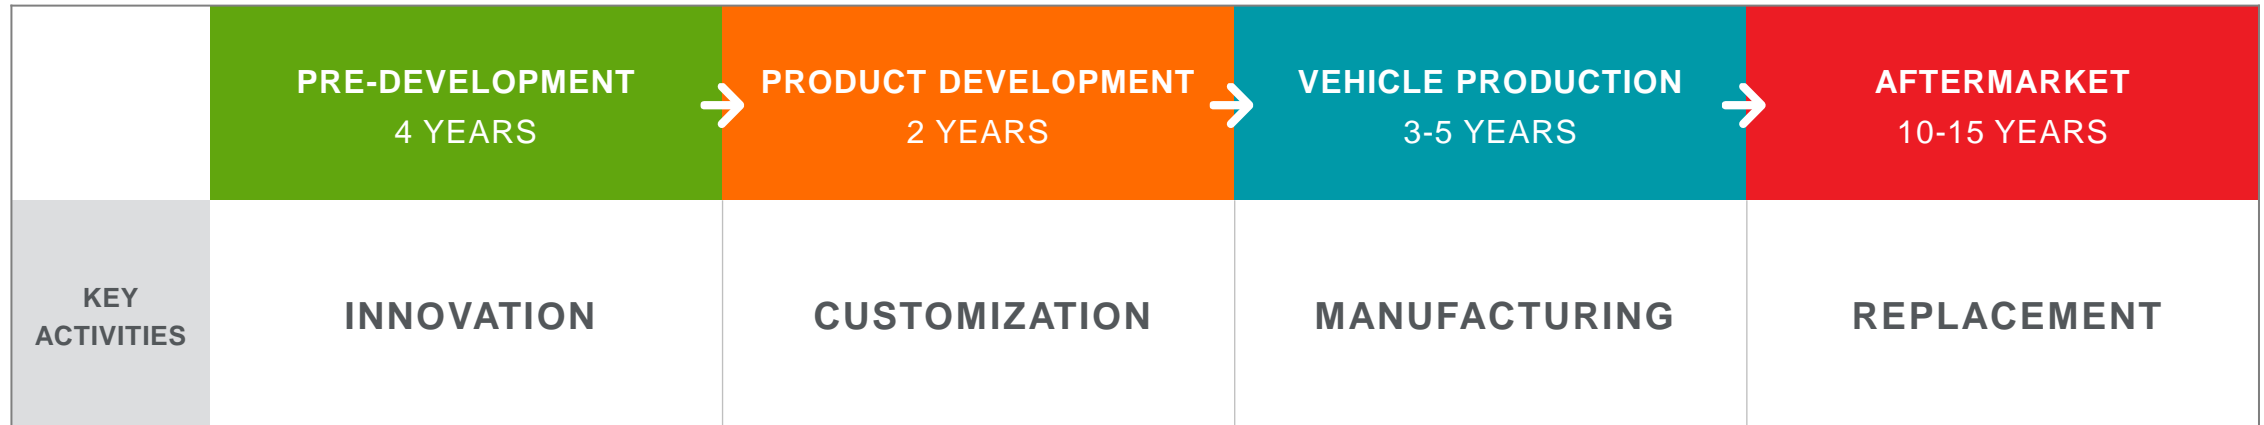 PRE-DEVELOPMENT
4 YEARS
PRODUCT DEVELOPMENT
2 YEARS
VEHICLE PRODUCTION
3-5 YEARS
AFTERMARKET
10-15 YEARS
KEY
ACTIVITIES
INNOVATION
CUSTOMIZATION
MANUFACTURING
REPLACEMENT